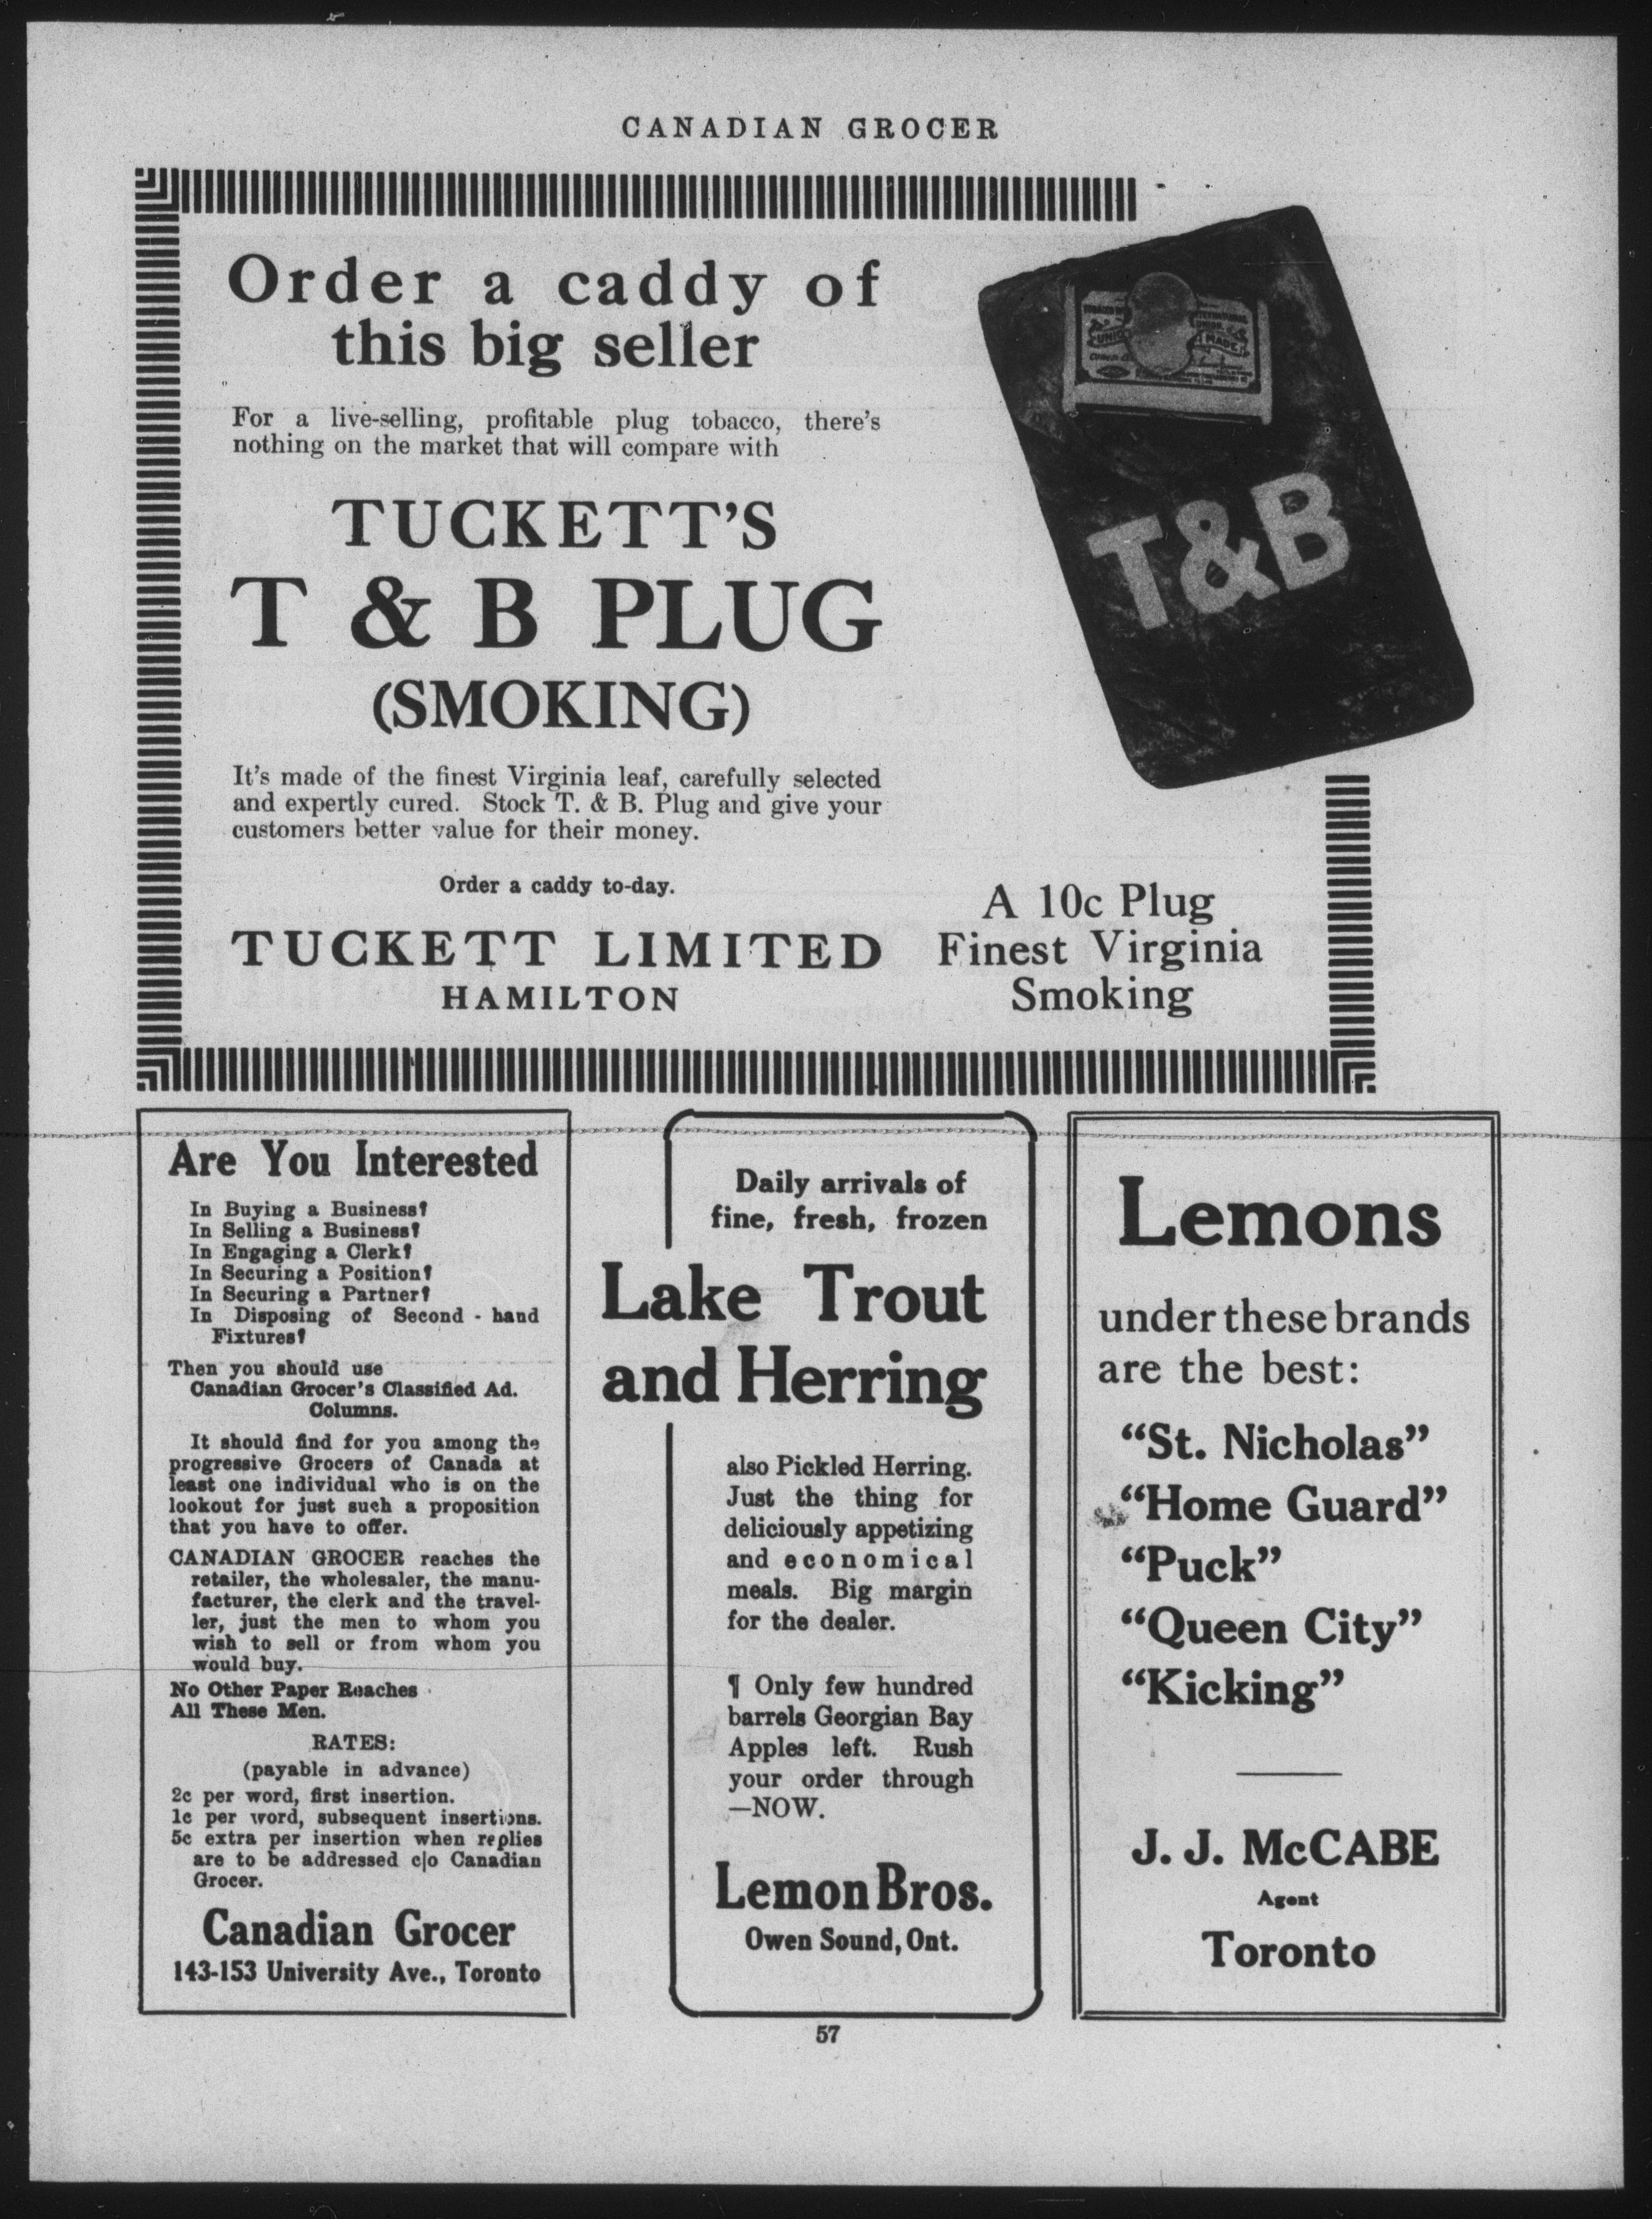 CANADIAN GROCER
Order a caddy of
this big seller
For a live-selling, profitable plug tobacco, there's
nothing on the market that will compare with
TUCKETT'S
T & B PLUG
(SMOKING)
It's made of the finest Virginia leaf, carefully selected
and expertly cured. Stock T. & B. Plug and give your
customers better value for their money.
Order a caddy to-day.
TUCKETT LIMITED
HAMILTON
UNION
MADE
T&B
A 10c Plug
Finest Virginia
Smoking
Are You Interested
In Buying a Business?
In Selling a Business?
In Engaging a Clerk?
In Securing a Position?
In Securing a Partner?
In Disposing of Second - hand
Fixtures?
Then you should use
Canadian Grocer's Classified Ad.
Columns.
It should find for you among the
progressive Grocers of Canada at
least one individual who is on the
lookout for just such a proposition
that you have to offer.
CANADIAN GROCER reaches the
retailer, the wholesaler, the manu-
facturer, the clerk and the travel-
ler, just the men to whom you
wish to sell or from whom you
would buy.
No Other Paper Reaches
All These Men.
RATES:
(payable in advance)
2c per word, first insertion.
1c per word, subsequent insertions.
5c extra per insertion when replies
are to be addressed c|o Canadian
Grocer.
Canadian Grocer
143-153 University Ave., Toronto
Daily arrivals of
fine, fresh, frozen
Lake Trout
and Herring
also Pickled Herring.
Just the thing for
deliciously appetizing
and economical
meals. Big margin
for the dealer.
¶ Only few hundred
barrels Georgian Bay
Apples left. Rush
your order through
—NOW.
Lemon Bros.
Owen Sound, Ont.
Lemons
under these brands
are the best:
“St. Nicholas”
“Home Guard”
“Puck”
“Queen City”
“Kicking”
J. J. McCABE
Agent
Toronto
57